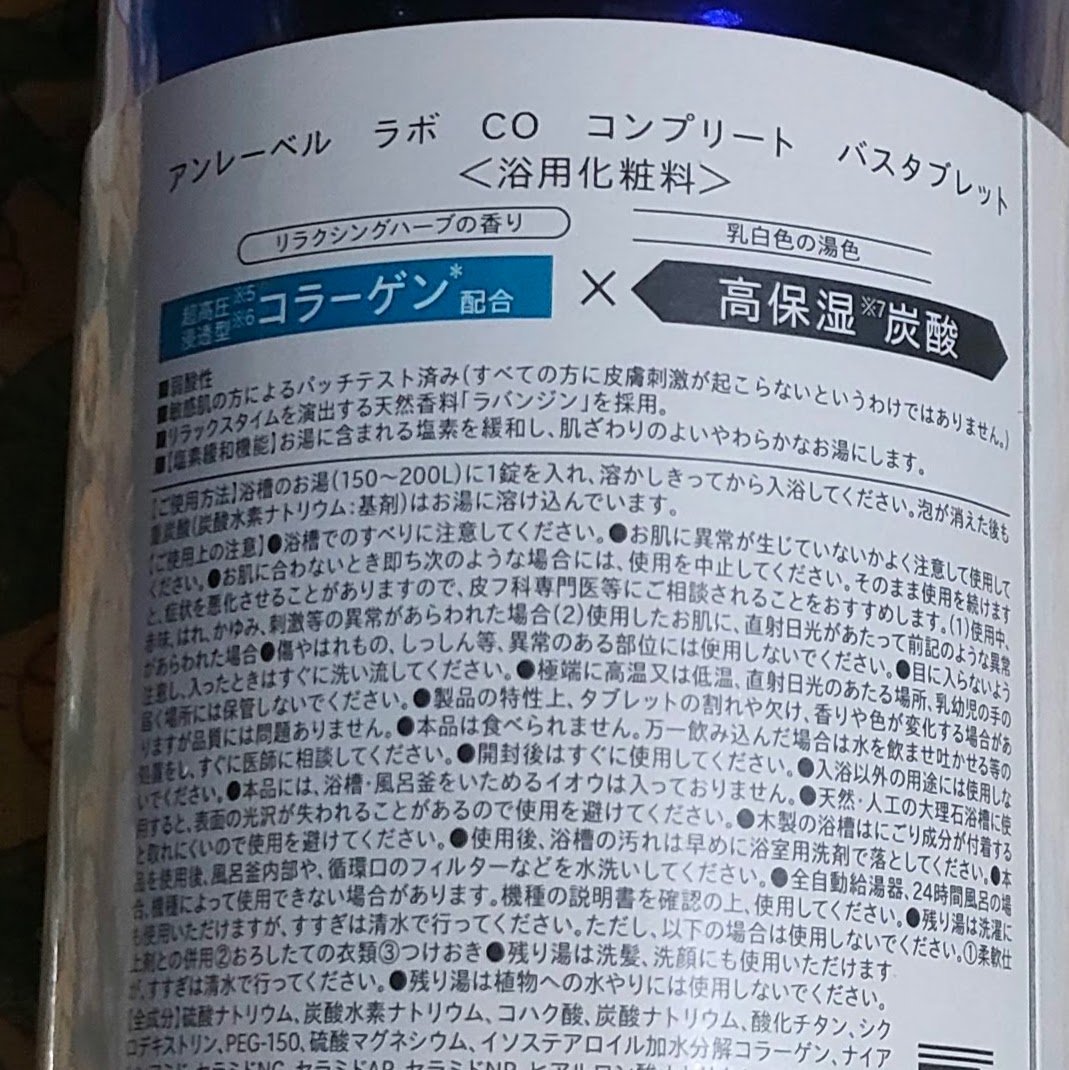 アンレーベル ラボ CO コンプリート バスタブレット
＜浴用化粧料＞
リラクシングハーブの香り
乳白色の湯色
超高圧※5
浸透型※6
コラーゲン*配合
×
高保湿※7炭酸
■弱酸性
■敏感肌の方によるパッチテスト済み(すべての方に皮膚刺激が起こらないというわけではありません。)
■リラックスタイムを演出する天然香料「ラバンジン」を採用。
■【塩素緩和機能】お湯に含まれる塩素を緩和し、肌ざわりのよいやわらかなお湯にします。
【ご使用方法】浴槽のお湯(150〜200L)に1錠を入れ、溶かしきってから入浴してください。泡が消えた後も
重炭酸(炭酸水素ナトリウム:基剤)はお湯に溶け込んでいます。
【ご使用上の注意】●浴槽でのすべりに注意してください。●お肌に異常が生じていないかよく注意して使用して
ください。●お肌に合わないとき即ち次のような場合には、使用を中止してください。そのまま使用を続けます
と、症状を悪化させることがありますので、皮フ科専門医等にご相談されることをおすすめします。(1)使用中、
赤味、はれ、かゆみ、刺激等の異常があらわれた場合(2)使用したお肌に、直射日光があたって前記のような異常
があらわれた場合●傷やはれもの、しっしん等、異常のある部位には使用しないでください。●目に入らないよう
注意し、入ったときはすぐに洗い流してください。●極端に高温又は低温、直射日光のあたる場所、乳幼児の手の
届く場所には保管しないでください。●製品の特性上、タブレットの割れや欠け、香りや色が変化する場合があ
りますが品質には問題ありません。●本品は食べられません。万一飲み込んだ場合は水を飲ませ吐かせる等の
処置をし、すぐに医師に相談してください。●開封後はすぐに使用してください。●入浴以外の用途には使用しな
いでください。●本品には、浴槽・風呂釜をいためるイオウは入っておりません。●天然・人工の大理石浴槽に使
用すると、表面の光沢が失われることがあるので使用を避けてください。●木製の浴槽はにごり成分が付着する
と取れにくいので使用を避けてください。●使用後、浴槽の汚れは早めに浴室用洗剤で落としてください。●本
品を使用後、風呂釜内部や、循環口のフィルターなどを水洗いしてください。●全自動給湯器、24時間風呂の場
合、機種によって使用できない場合があります。機種の説明書を確認の上、使用してください。●残り湯は洗濯に
も使用いただけますが、すすぎは清水で行ってください。ただし、以下の場合は使用しないでください。①柔軟仕
上剤との併用②おろしたての衣類③つけおき●残り湯は洗髪、洗顔にも使用いただけます
が、すすぎは清水で行ってください。●残り湯は植物への水やりには使用しないでください。
【全成分】硫酸ナトリウム、炭酸水素ナトリウム、コハク酸、炭酸ナトリウム、酸化チタン、シク
ロデキストリン、PEG-150、硫酸マグネシウム、イソステアロイル加水分解コラーゲン、ナイア